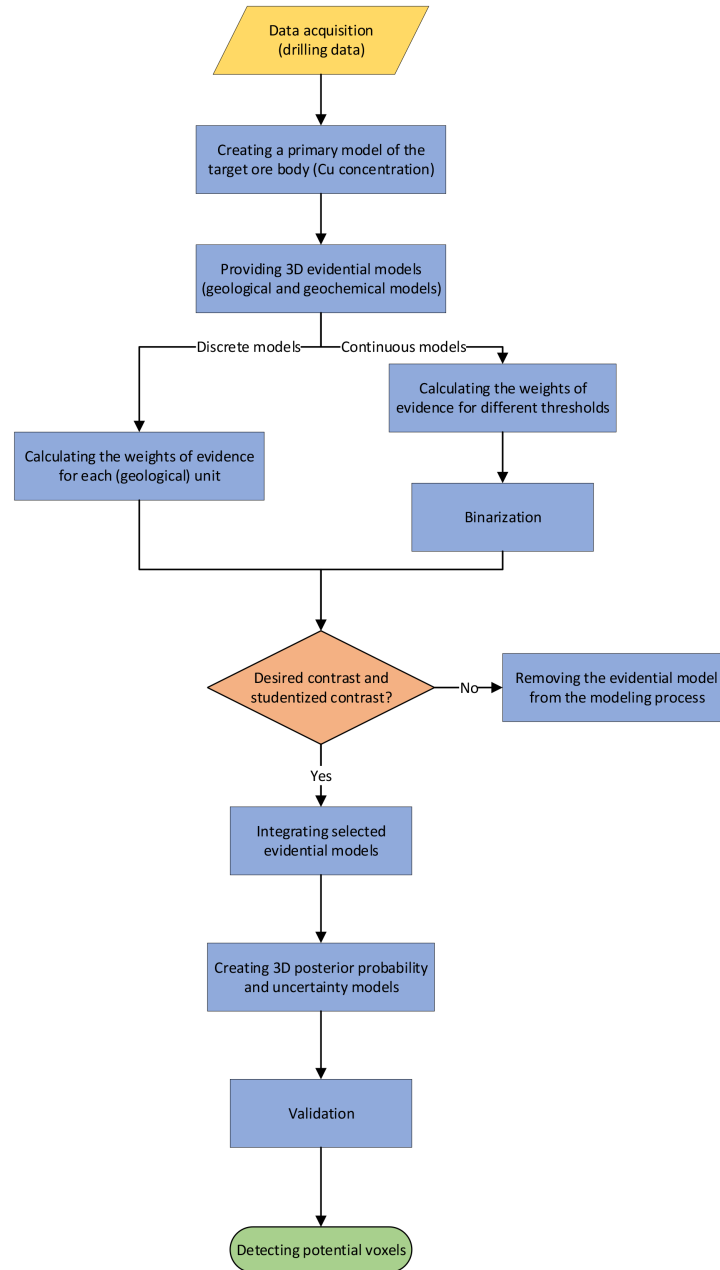 Data acquisition
(drilling data)
Creating a primary model of the
target ore body (Cu concentration)
Providing 3D evidential models
(geological and geochemical models)
Discrete models
Continuous models
Calculating the weights of
evidence for different thresholds
Calculating the weights of evidence
for each (geological) unit
Binarization
Desired contrast and
studentized contrast?
No
Removing the evidential model
from the modeling process
Yes
Integrating selected
evidential models
Creating 3D posterior probability
and uncertainty models
Validation
Detecting potential voxels